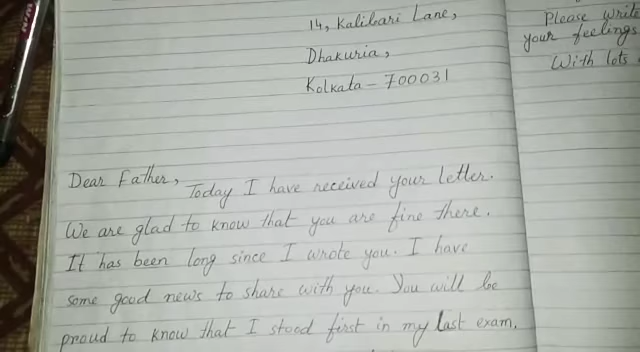 14, Kalibari Lane,
Dhakuria,
Kolkata - 700031
Dear Father,
Today I have received your letter.
We are glad to know that you are fine there.
It has been long since I wrote you. I have
some good news to share with you. You will be
proud to know that I stood first in my last exam.
Please write
your feelings
With lots